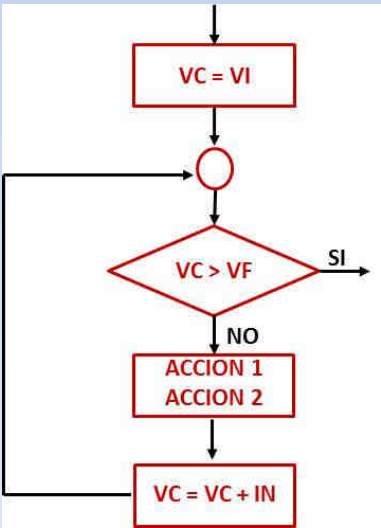 VC = VI
VC > VF
SI
NO
ACCION 1
ACCION 2
VC = VC + IN